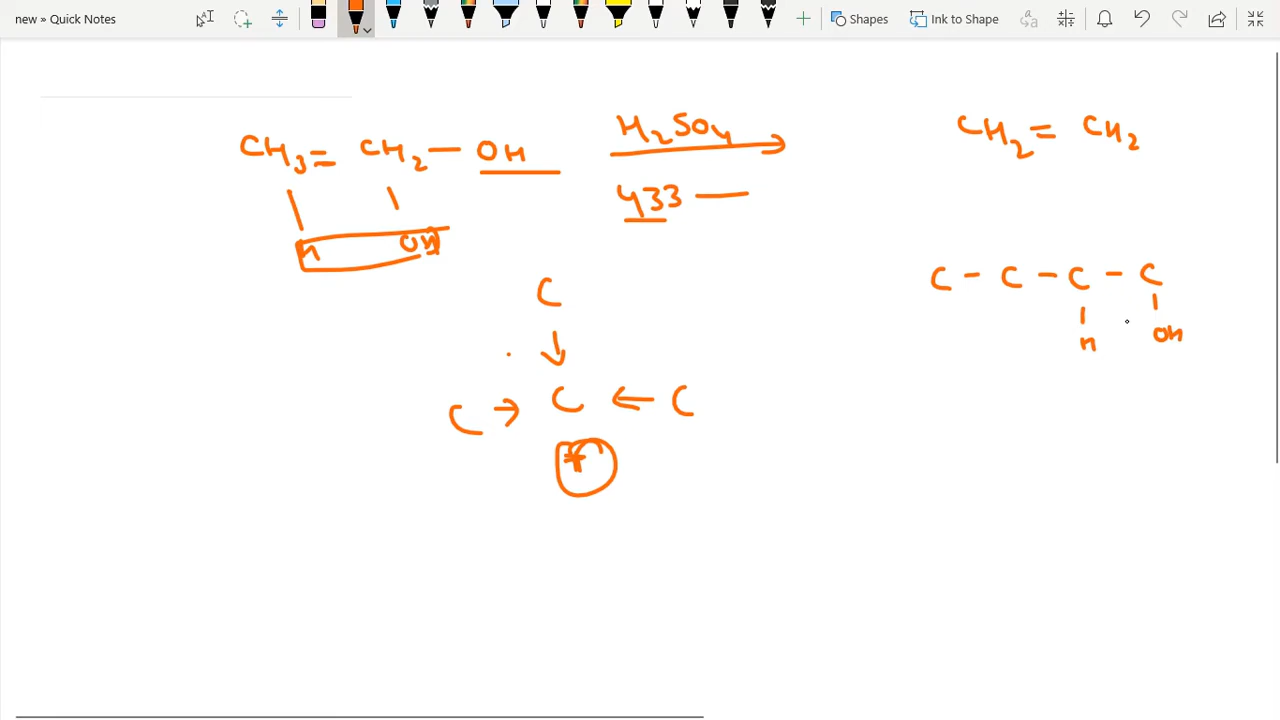 new » Quick Notes
Shapes
Ink to Shape
CH3 = CH2 — OH
H2SO4
433 —
CH2 = CH2
H OH
C
C → C ← C
+
C - C - C - C
H OH